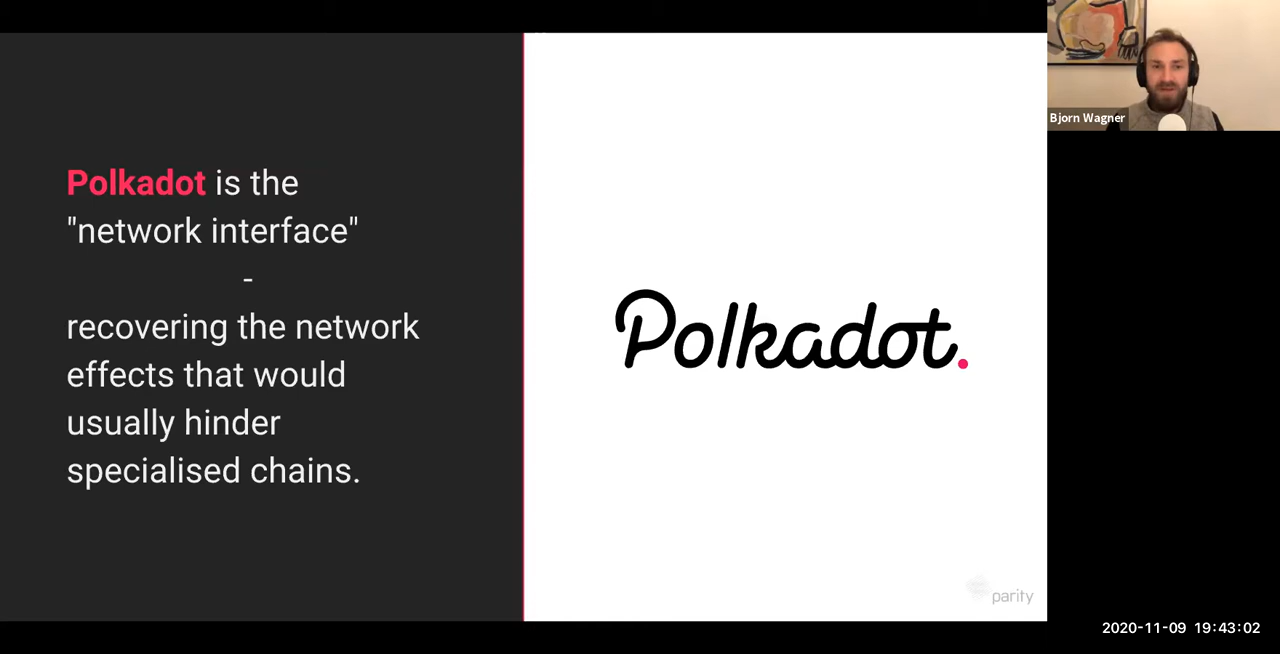 Polkadot is the
"network interface"
-
recovering the network
effects that would
usually hinder
specialised chains.
Polkadot.
parity
Bjorn Wagner
2020-11-09 19:43:02